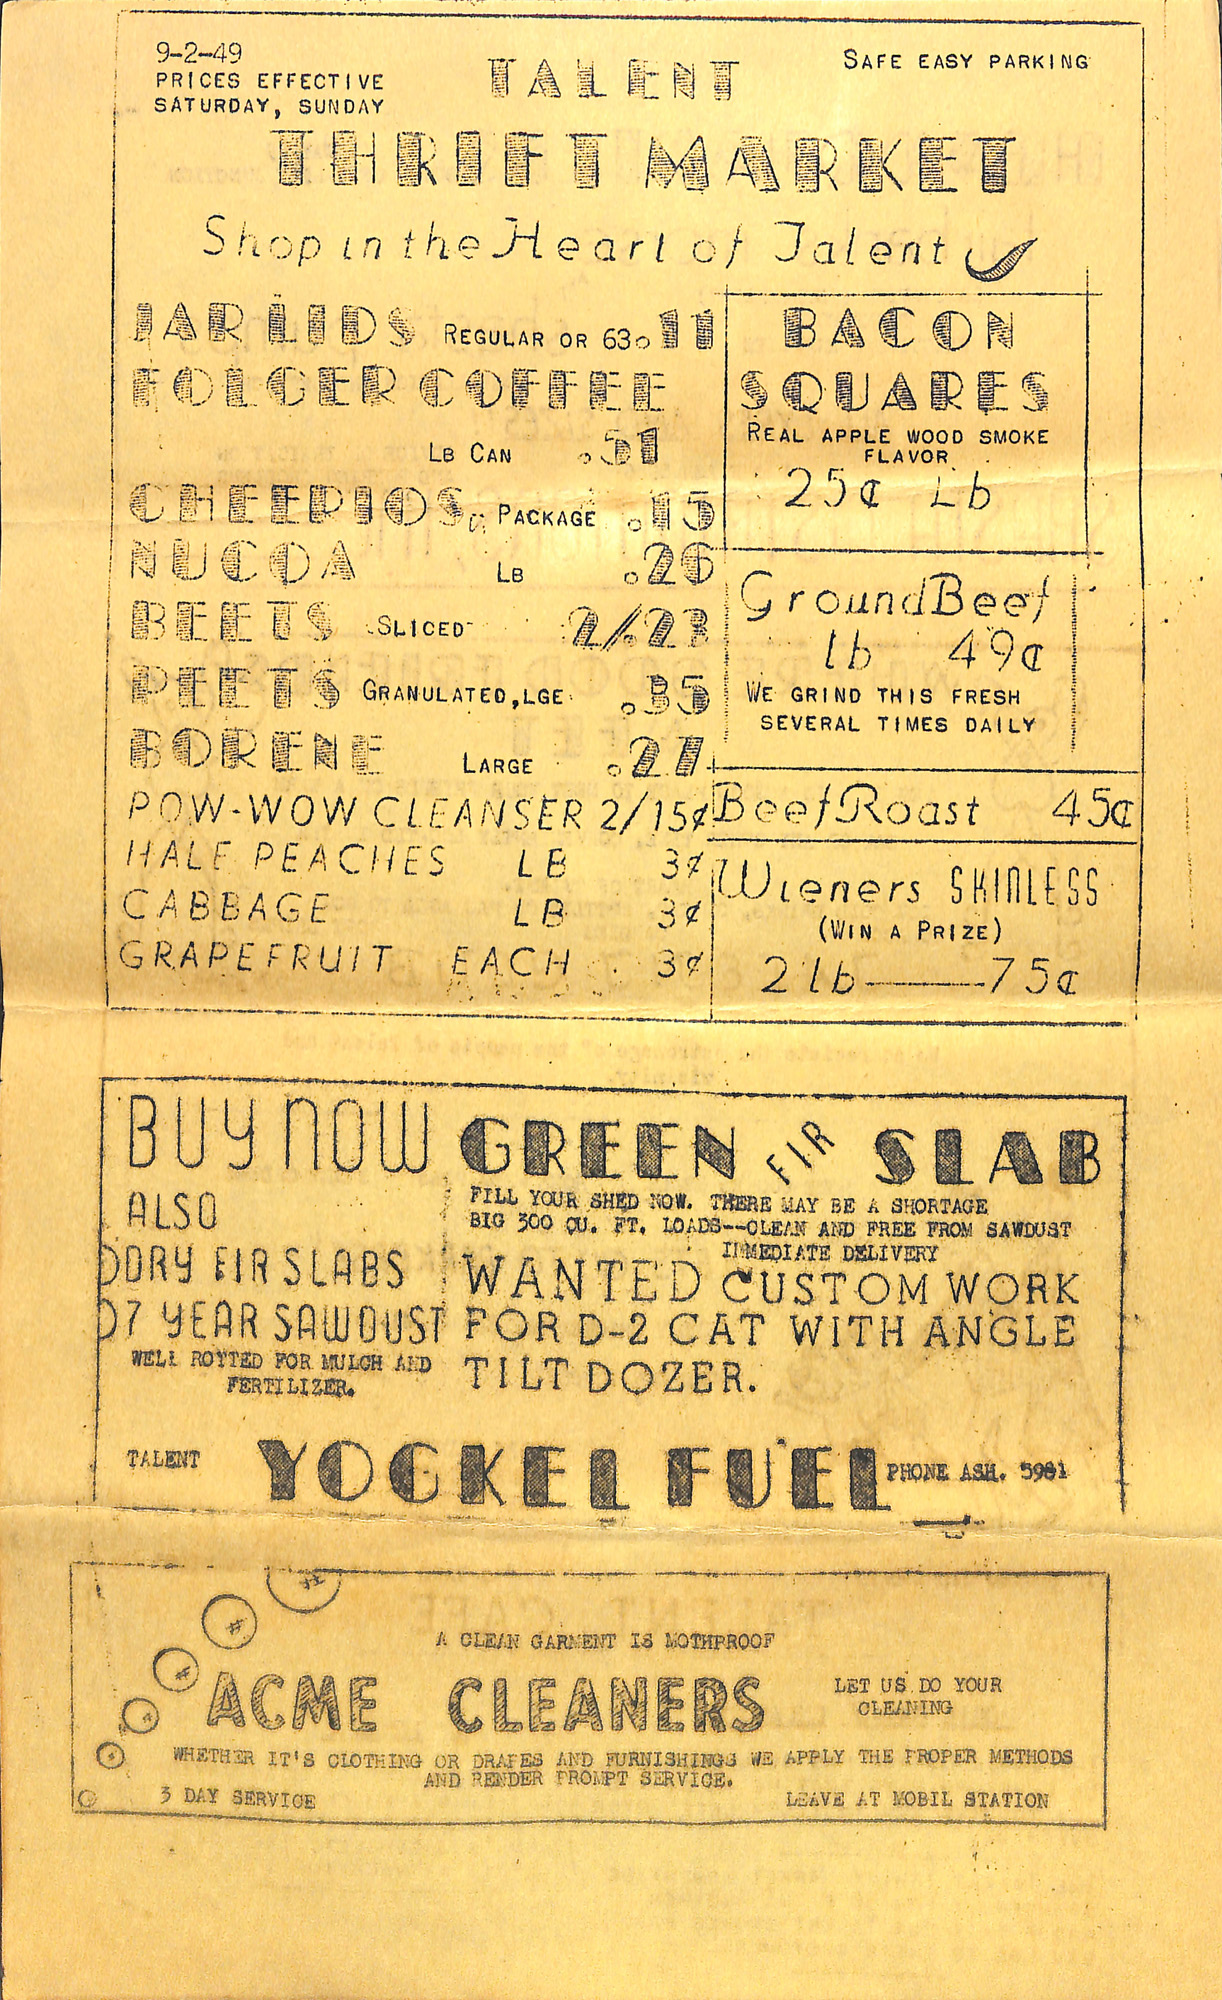 9-2-49
PRICES EFFECTIVE
SATURDAY, SUNDAY
TALENT
SAFE EASY PARKING
THRIFT MARKET
Shop in the Heart of Talent
JAR LIDS REGULAR OR 63 .11
FOLGER COFFEE
LB CAN .51
CHEERIOS PACKAGE .15
NUCOA LB .26
BEETS SLICED 2/.23
PEETS GRANULATED, LGE .35
BORENE LARGE .27
POW-WOW CLEANSER 2/15¢
HALE PEACHES LB 3¢
CABBAGE LB 3¢
GRAPEFRUIT EACH 3¢
BACON
SQUARES
REAL APPLE WOOD SMOKE
FLAVOR
25¢ Lb
Ground Beef
lb 49¢
WE GRIND THIS FRESH
SEVERAL TIMES DAILY
Beef Roast 45¢
Wieners SKINLESS
(WIN A PRIZE)
2 lb——75¢
BUY NOW GREEN FIR SLAB
FILL YOUR SHED NOW. THERE MAY BE A SHORTAGE
BIG 300 CU. FT. LOADS--CLEAN AND FREE FROM SAWDUST
IMMEDIATE DELIVERY
ALSO
DRY FIR SLABS
7 YEAR SAWDUST
WELL ROTTED FOR MULCH AND
FERTILIZER.
WANTED CUSTOM WORK
FOR D-2 CAT WITH ANGLE
TILT DOZER.
TALENT YOCKEL FUEL PHONE ASH. 5981
A CLEAN GARMENT IS MOTHPROOF
ACME CLEANERS
LET US DO YOUR
CLEANING
WHETHER IT'S CLOTHING OR DRAPES AND FURNISHINGS WE APPLY THE PROPER METHODS
AND RENDER PROMPT SERVICE.
3 DAY SERVICE
LEAVE AT MOBIL STATION